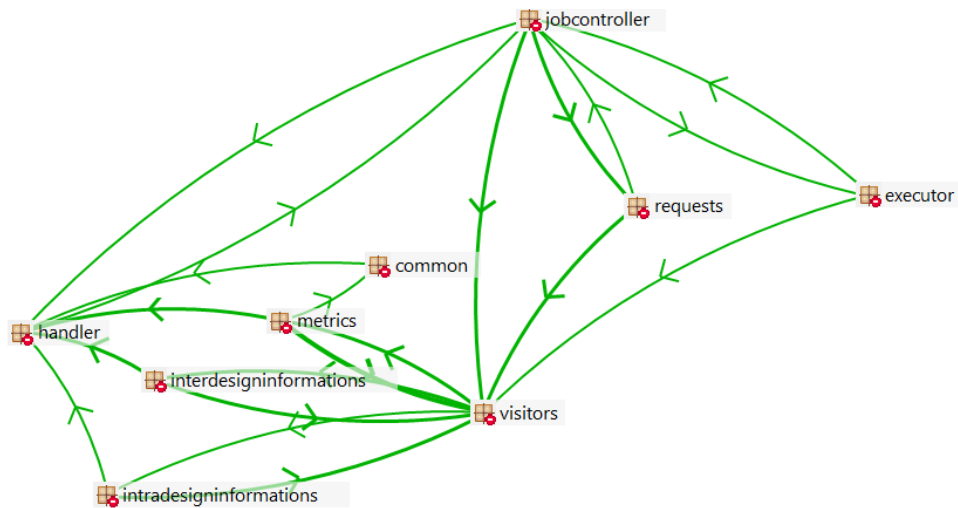 jobcontroller
executor
requests
common
metrics
handler
interdesigninformations
visitors
intradesigninformations